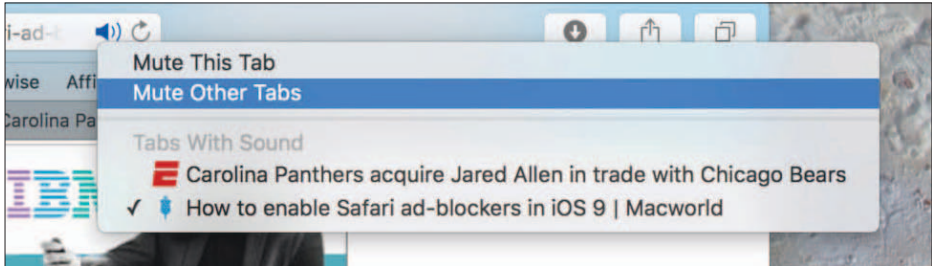 i-ad-
Mute This Tab
wise Affi
Mute Other Tabs
Carolina Pa
Tabs With Sound
Carolina Panthers acquire Jared Allen in trade with Chicago Bears
IBM
✓ How to enable Safari ad-blockers in iOS 9 | Macworld